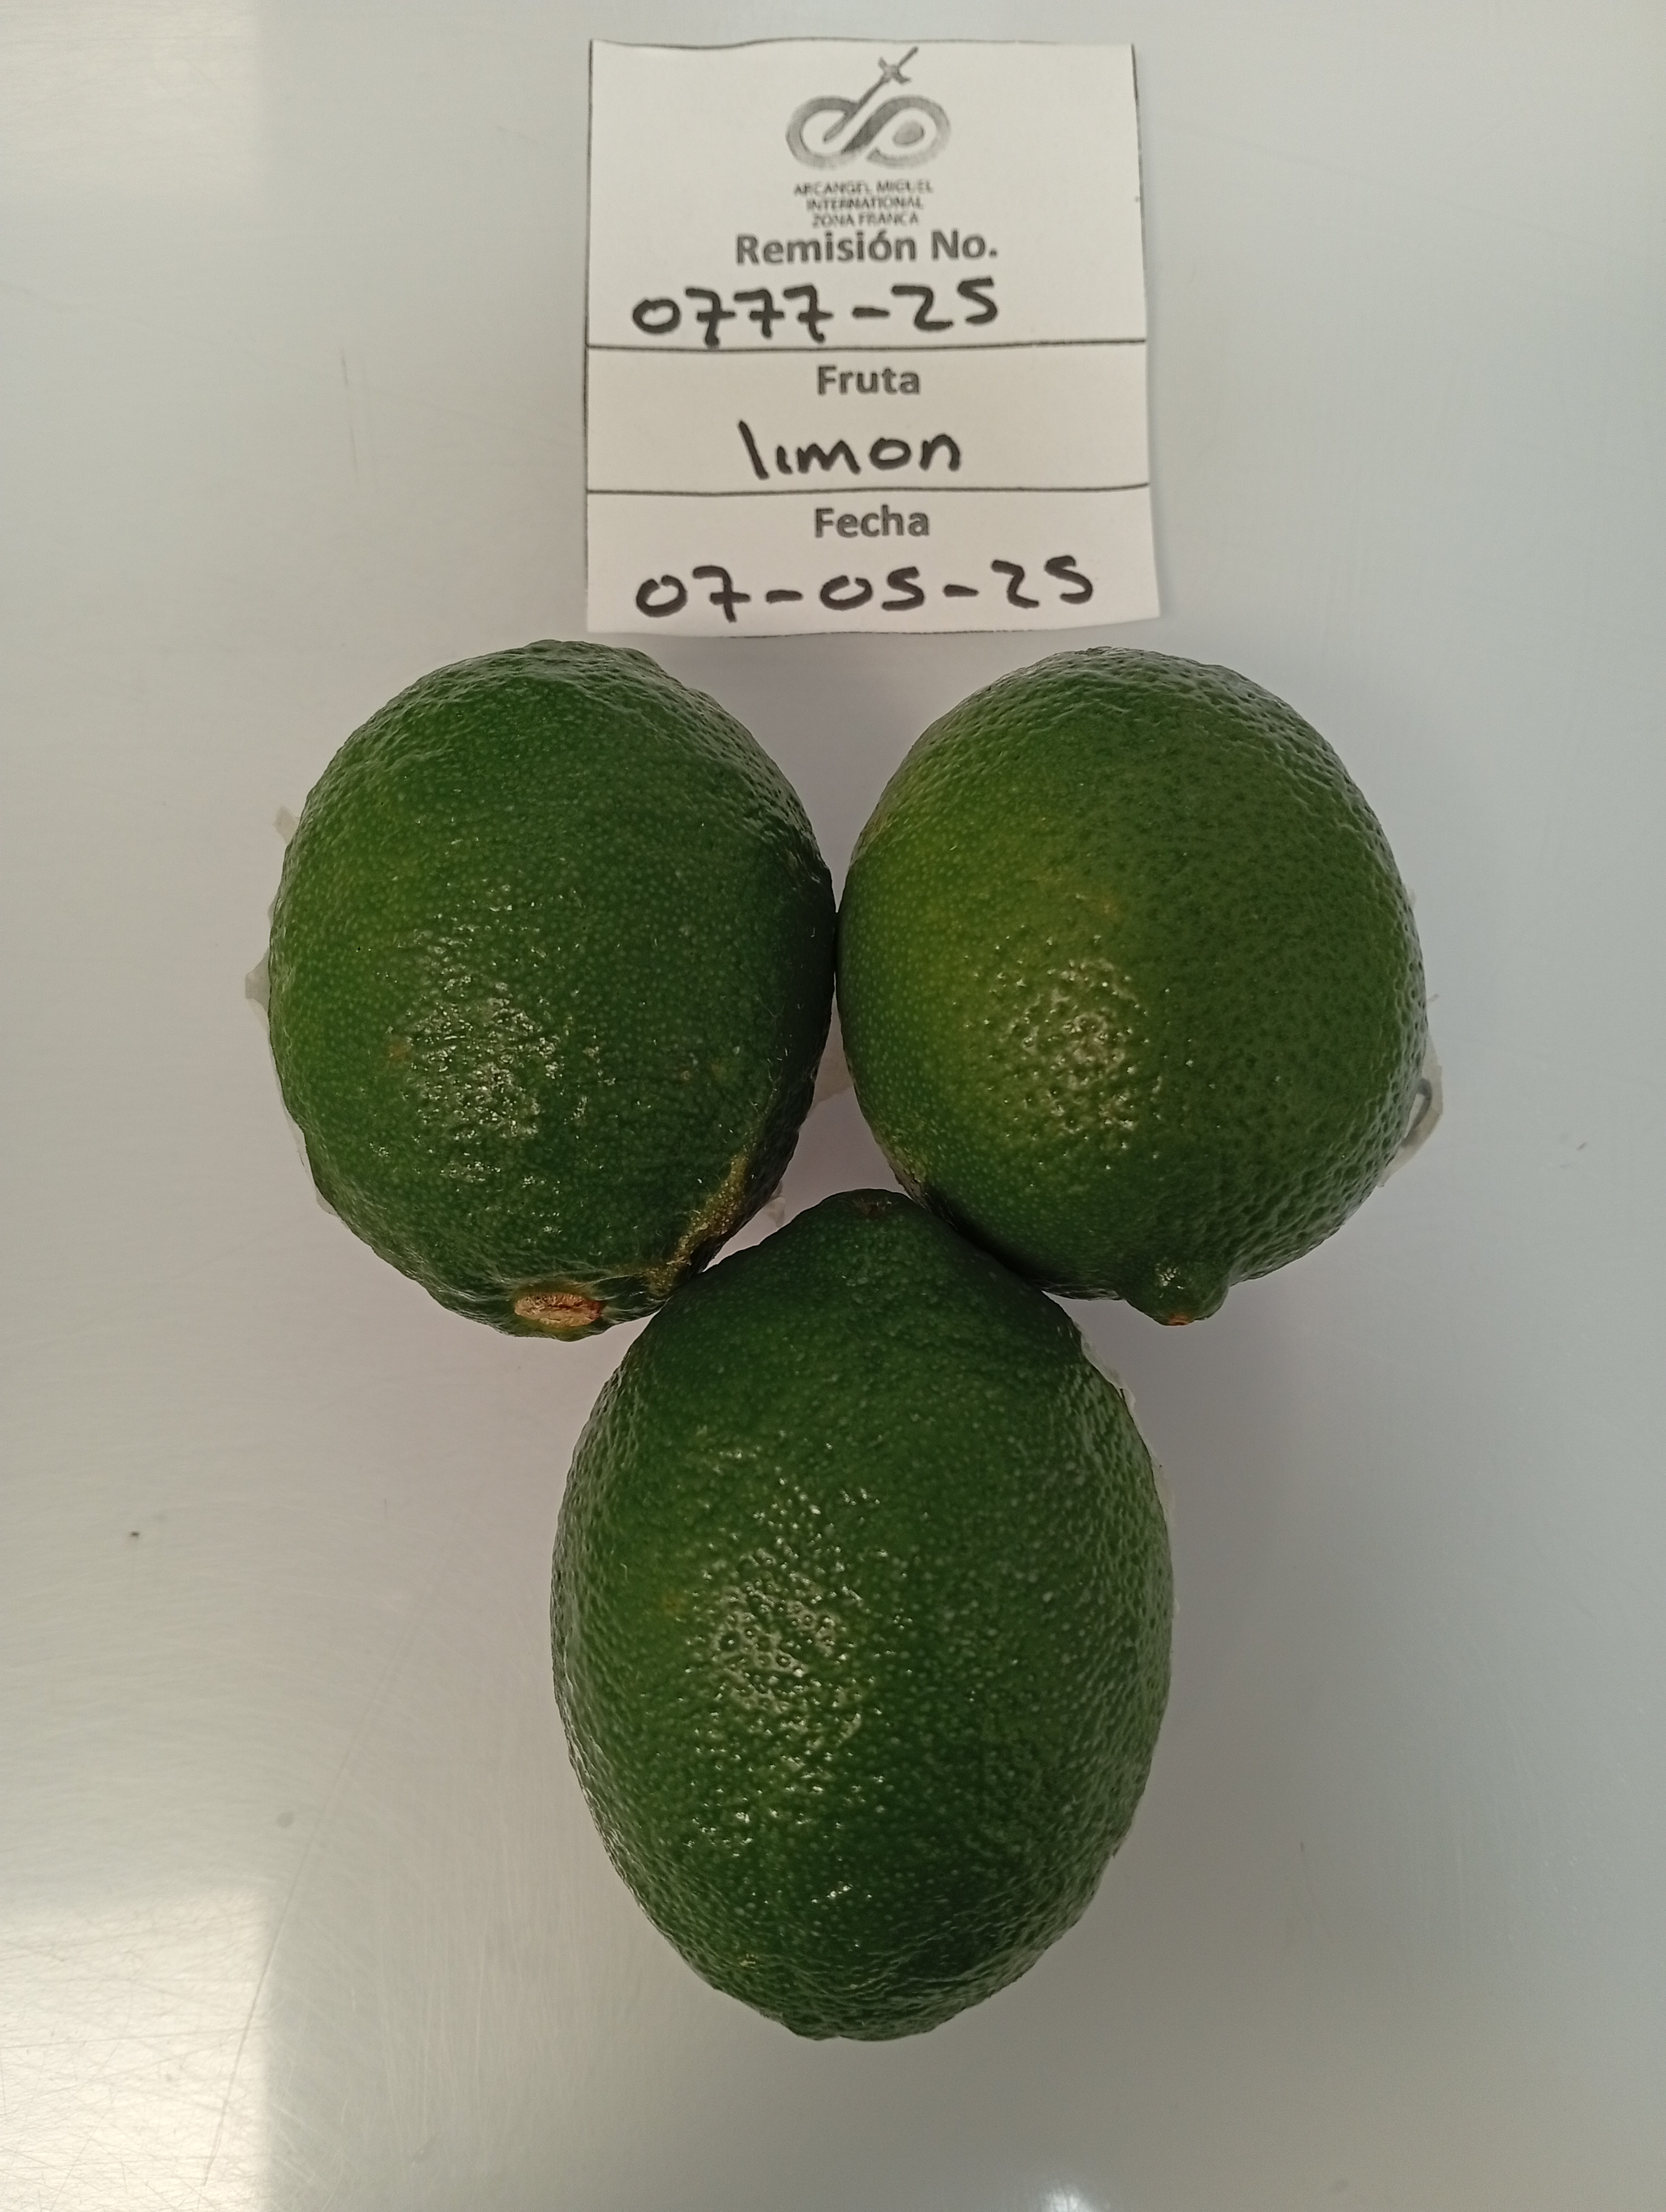 ARCANGEL MIGUEL
INTERNATIONAL
ZONA FRANCA
Remisión No.
0777-25
Fruta
limon
Fecha
07-05-25